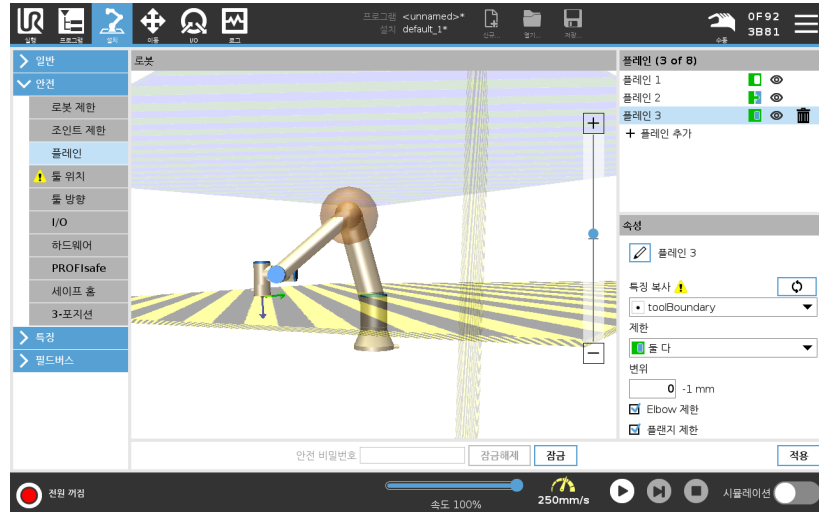 UR
프로그램 <unnamed>*
설치 default_1*
0F92
3B81
실행
프로그램
설치
이동
I/O
로그
신규...
열기...
저장...
수동
일반
안전
로봇 제한
조인트 제한
플레인
툴 위치
툴 방향
I/O
하드웨어
PROFIsafe
세이프 홈
3-포지션
특징
필드버스
로봇
플레인 (3 of 8)
플레인 1
플레인 2
플레인 3
+ 플레인 추가
속성
플레인 3
특징 복사
toolBoundary
제한
둘 다
변위
0 -1 mm
Elbow 제한
플랜지 제한
안전 비밀번호
잠금해제
잠금
적용
전원 꺼짐
속도 100%
250mm/s
시뮬레이션